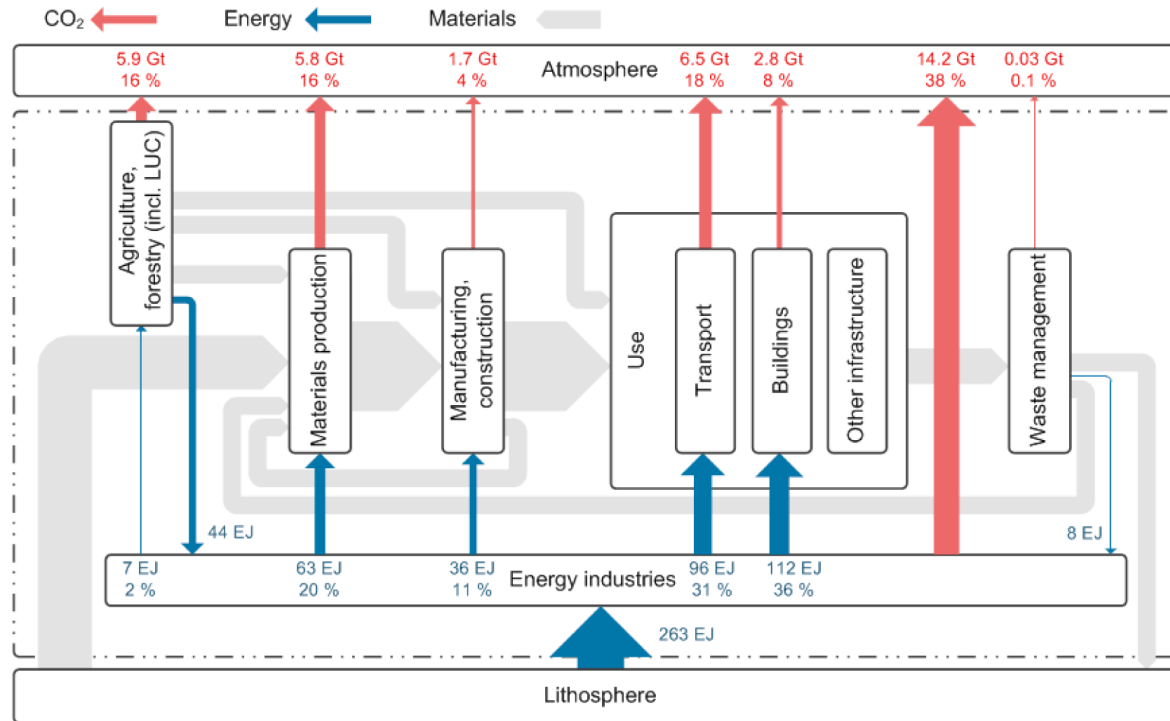 CO₂
Energy
Materials
5.9 Gt
16 %
5.8 Gt
16 %
1.7 Gt
4 %
Atmosphere
6.5 Gt
18 %
2.8 Gt
8 %
14.2 Gt
38 %
0.03 Gt
0.1 %
Agriculture,
forestry (incl. LUC)
Materials production
Manufacturing,
construction
Use
Transport
Buildings
Other infrastructure
Waste management
44 EJ
8 EJ
7 EJ
2 %
63 EJ
20 %
36 EJ
11 %
Energy industries
96 EJ
31 %
112 EJ
36 %
263 EJ
Lithosphere